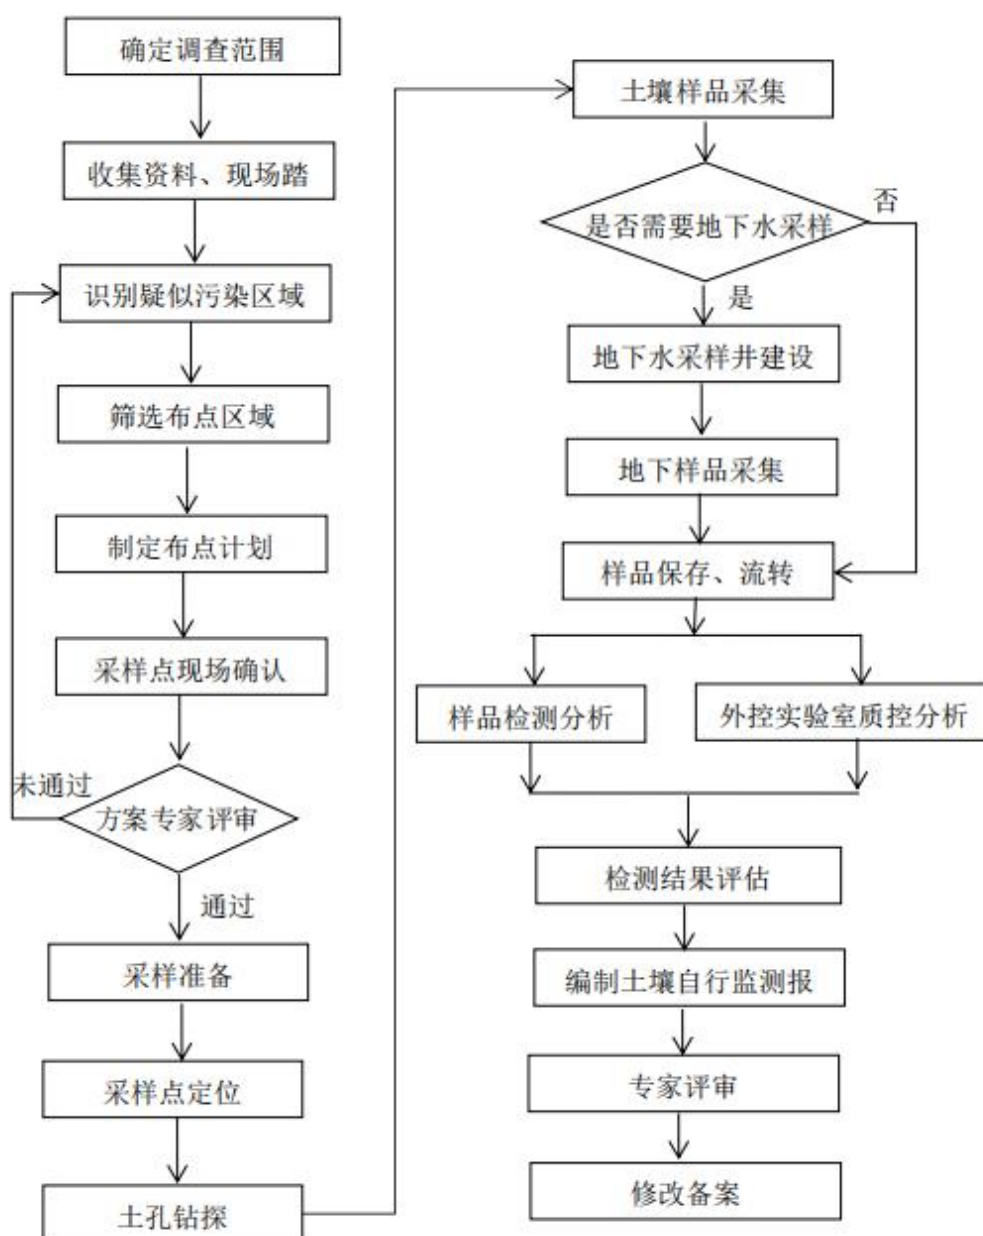 确定调查范围
收集资料、现场踏
识别疑似污染区域
筛选布点区域
制定布点计划
采样点现场确认
未通过
方案专家评审
通过
采样准备
采样点定位
土孔钻探
土壤样品采集
否
是否需要地下水采样
是
地下水采样井建设
地下样品采集
样品保存、流转
样品检测分析
外控实验室质控分析
检测结果评估
编制土壤自行监测报
专家评审
修改备案